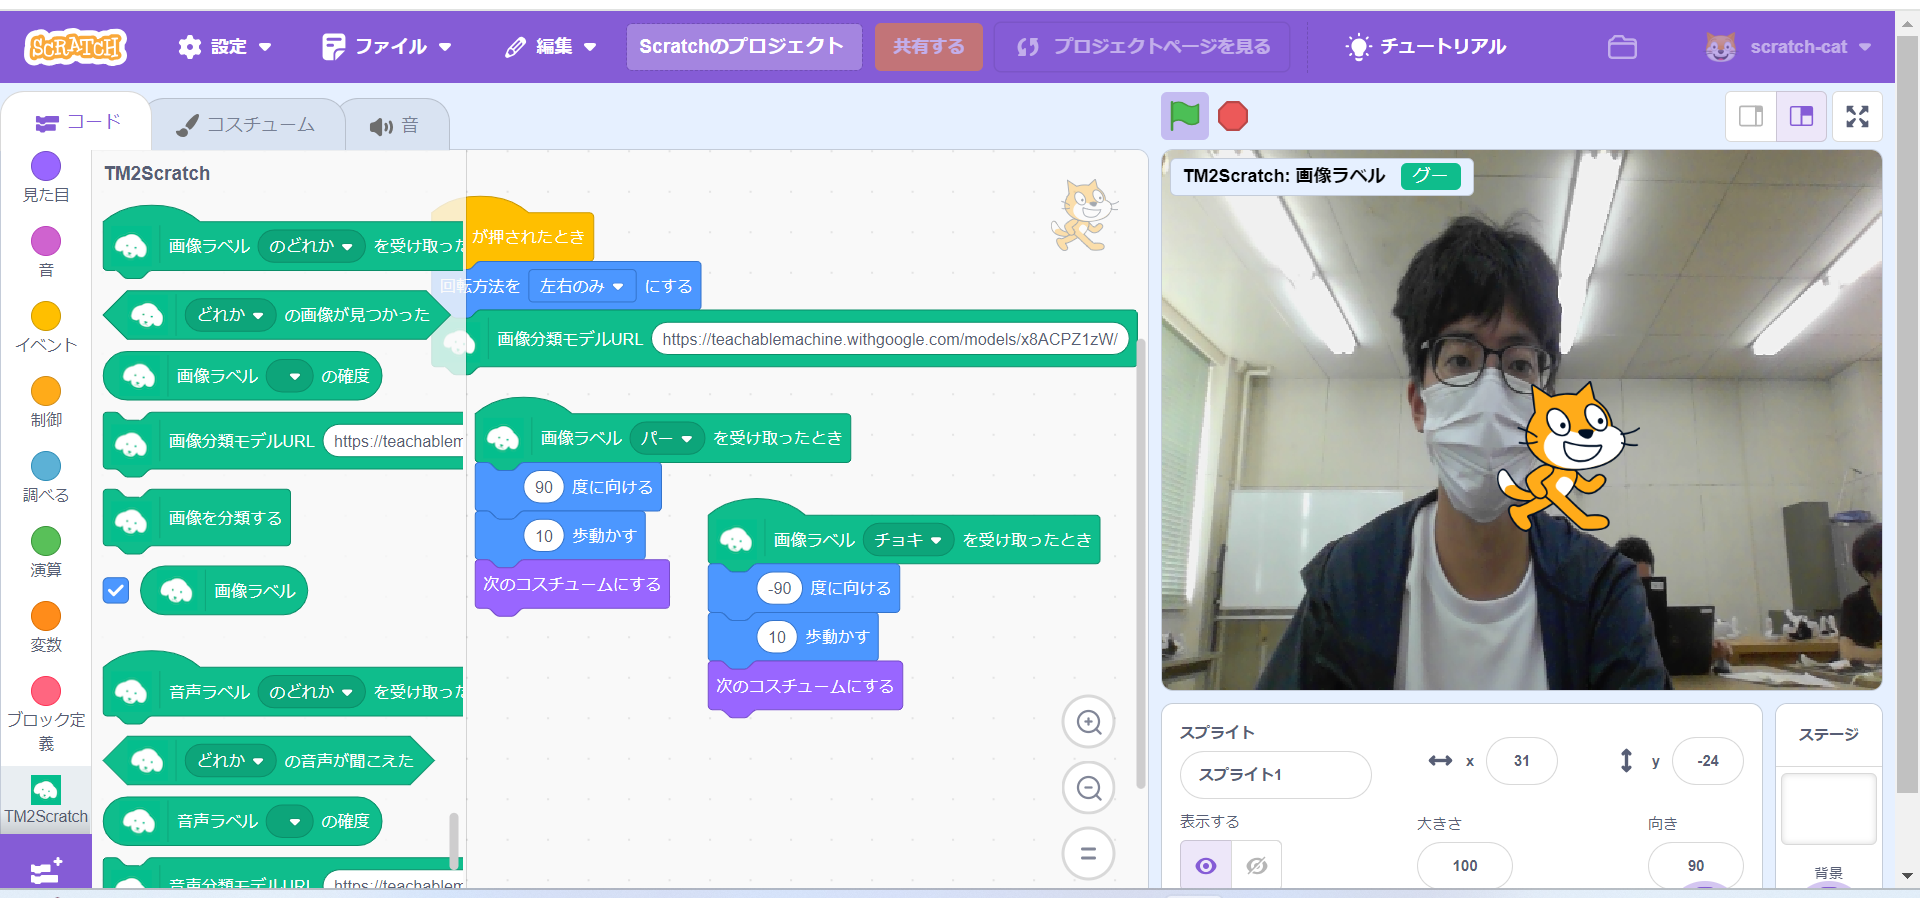 SCRATCH
設定
ファイル
編集
Scratchのプロジェクト
共有する
プロジェクトページを見る
チュートリアル
scratch-cat
コード
コスチューム
音
見た目
音
イベント
制御
調べる
演算
変数
ブロック定
義
TM2Scratch
TM2Scratch
画像ラベル のどれか を受け取った
どれか の画像が見つかった
画像ラベル の確度
画像分類モデルURL https://teachablem
画像を分類する
画像ラベル
音声ラベル のどれか を受け取った
どれか の音声が聞こえた
音声ラベル の確度
音声分類モデルURL https://teachablem
が押されたとき
回転方法を 左右のみ にする
画像分類モデルURL https://teachablemachine.withgoogle.com/models/x8ACPZ1zW/
画像ラベル パー を受け取ったとき
90 度に向ける
10 歩動かす
次のコスチュームにする
画像ラベル チョキ を受け取ったとき
-90 度に向ける
10 歩動かす
次のコスチュームにする
TM2Scratch: 画像ラベル グー
スプライト
スプライト1
x 31
y -24
表示する
大きさ 100
向き 90
ステージ
背景